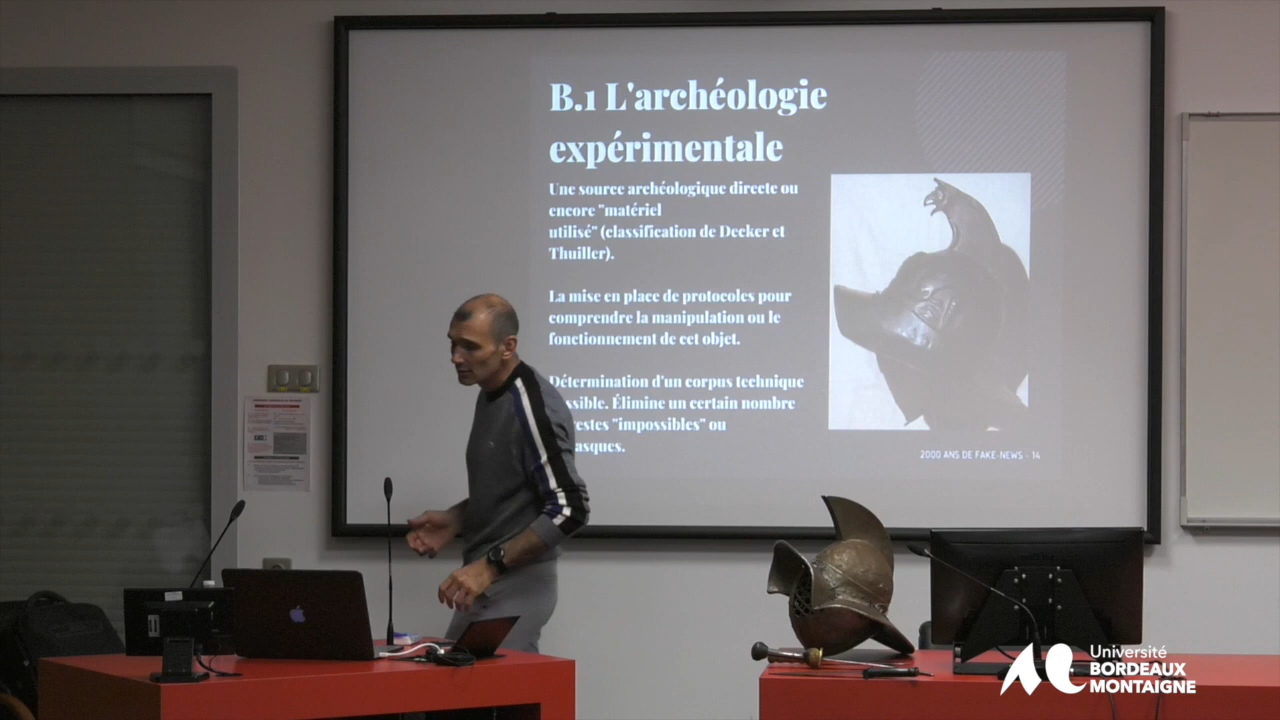 B.1 L'archéologie
expérimentale
Une source archéologique directe ou
encore "matériel
utilisé" (classification de Decker et
Thuiller).
La mise en place de protocoles pour
comprendre la manipulation ou le
fonctionnement de cet objet.
Détermination d'un corpus technique
ssible. Élimine un certain nombre
estes "impossibles" ou
asques.
2000 ANS DE FAKE-NEWS - 14
Université
BORDEAUX
MONTAIGNE